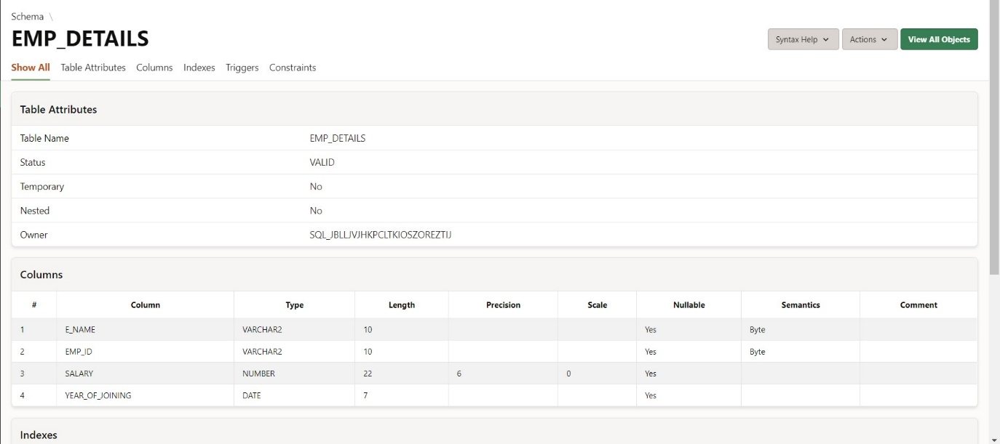 Schema \
EMP_DETAILS
Syntax Help
Actions
View All Objects
Show All Table Attributes Columns Indexes Triggers Constraints
Table Attributes
Table Name EMP_DETAILS
Status VALID
Temporary No
Nested No
Owner SQL_JBLLJVJHKPCLTKIOSZOREZTIJ
Columns
# Column Type Length Precision Scale Nullable Semantics Comment
1 E_NAME VARCHAR2 10 Yes Byte
2 EMP_ID VARCHAR2 10 Yes Byte
3 SALARY NUMBER 22 6 0 Yes
4 YEAR_OF_JOINING DATE 7 Yes
Indexes